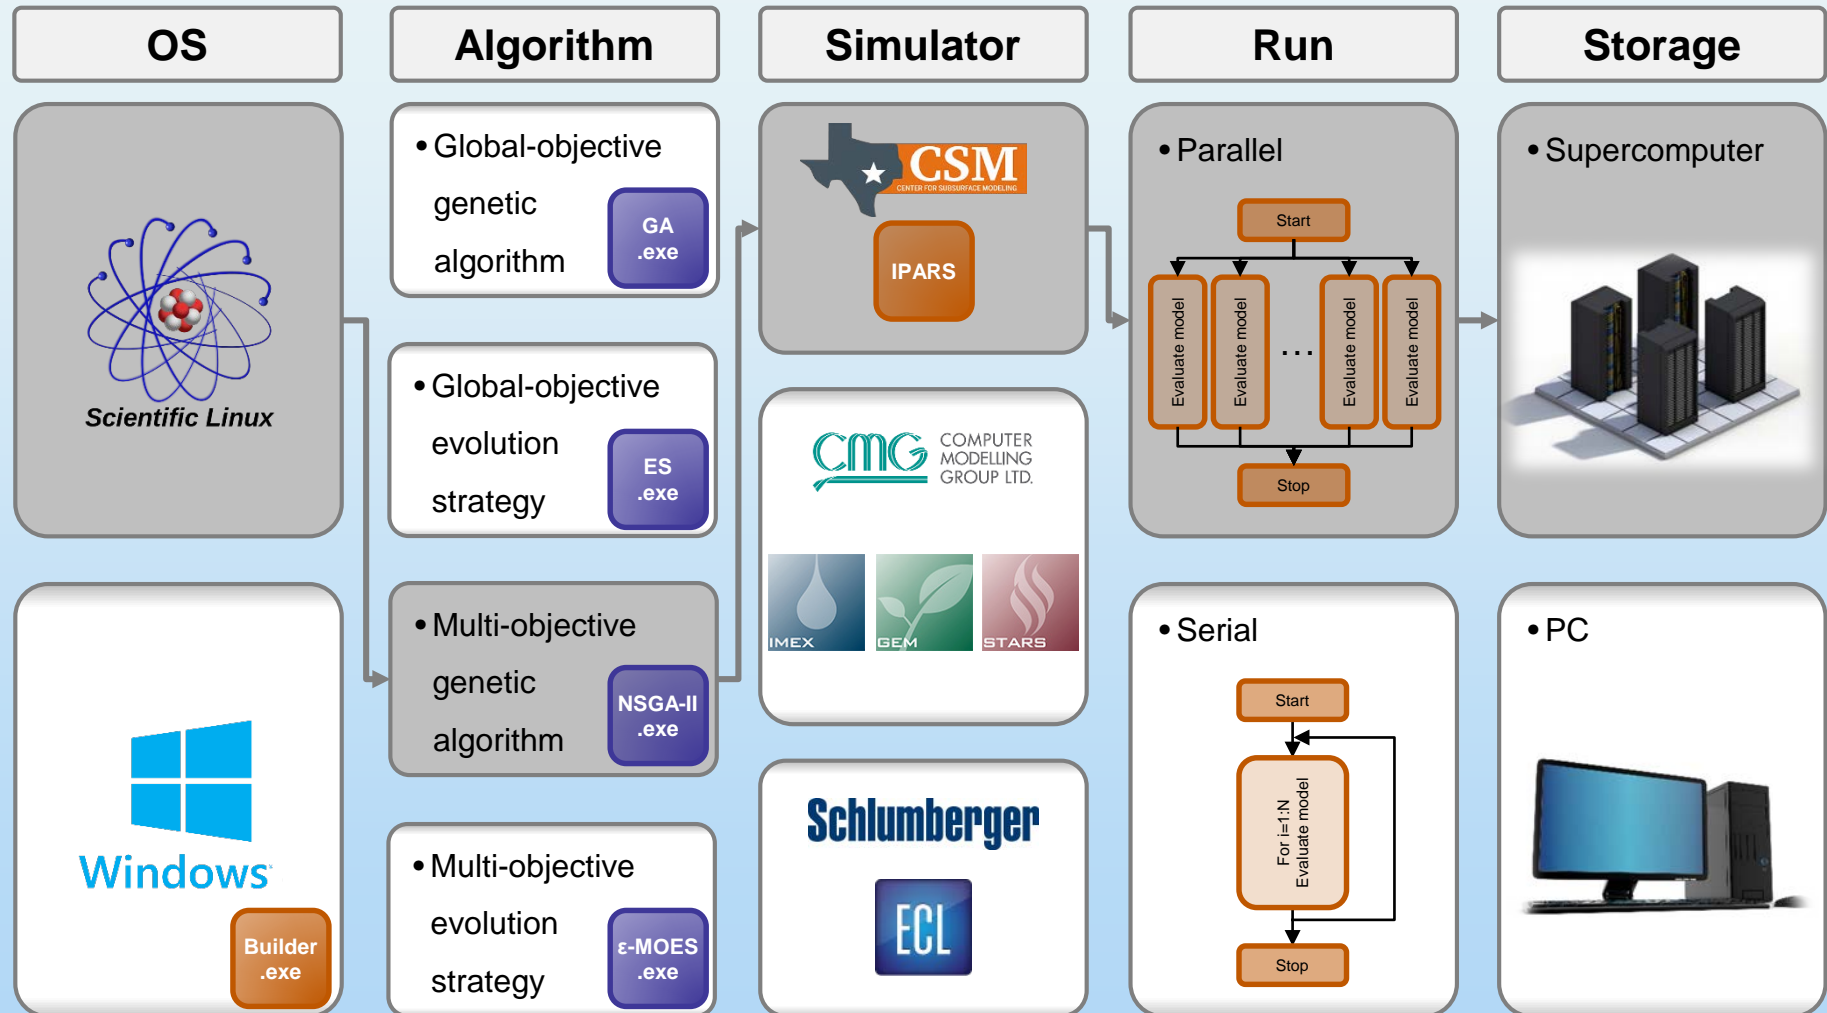 OS
Algorithm
Simulator
Run
Storage
Scientific Linux
Windows
Builder
.exe
• Global-objective
genetic
algorithm
GA
.exe
• Global-objective
evolution
strategy
ES
.exe
• Multi-objective
genetic
algorithm
NSGA-II
.exe
• Multi-objective
evolution
strategy
ε-MOES
.exe
CSM
CENTER FOR SUBSURFACE MODELING
IPARS
CMG
COMPUTER
MODELLING
GROUP LTD.
IMEX
GEM
STARS
Schlumberger
ECL
• Parallel
Start
Evaluate model
Evaluate model
...
Evaluate model
Evaluate model
Stop
• Serial
Start
For i=1:N
Evaluate model
Stop
• Supercomputer
• PC